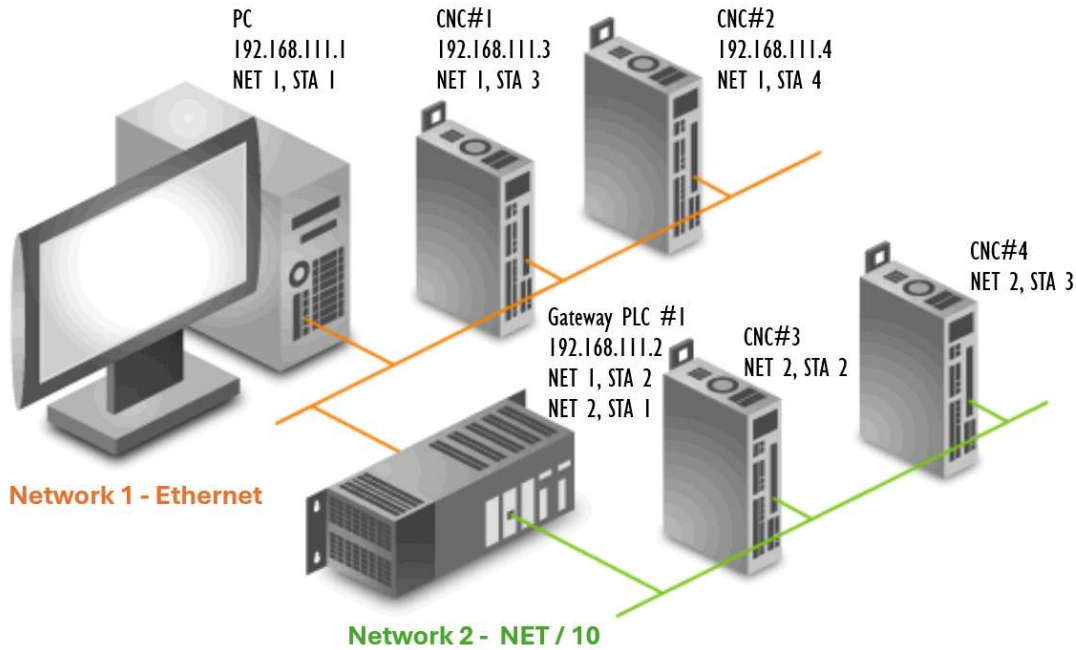 PC
192.168.111.1
NET 1, STA 1
CNC#1
192.168.111.3
NET 1, STA 3
CNC#2
192.168.111.4
NET 1, STA 4
CNC#4
NET 2, STA 3
Gateway PLC #1
192.168.111.2
NET 1, STA 2
NET 2, STA 1
CNC#3
NET 2, STA 2
Network 1 - Ethernet
Network 2 - NET / 10